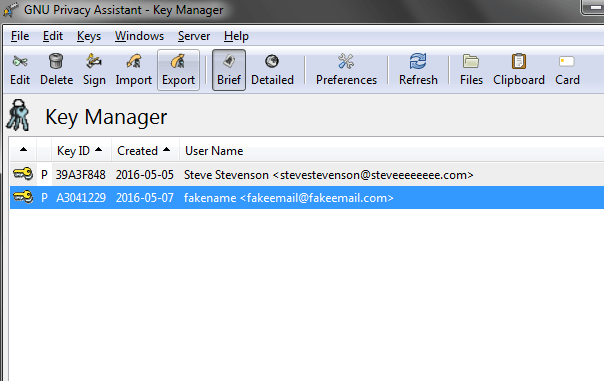 GNU Privacy Assistant - Key Manager
File Edit Keys Windows Server Help
Edit Delete Sign Import Export Brief Detailed Preferences Refresh Files Clipboard Card
Key Manager
Key ID Created User Name
P 39A3F848 2016-05-05 Steve Stevenson <stevestevenson@steveeeeeeee.com>
P A3041229 2016-05-07 fakename <fakeemail@fakeemail.com>